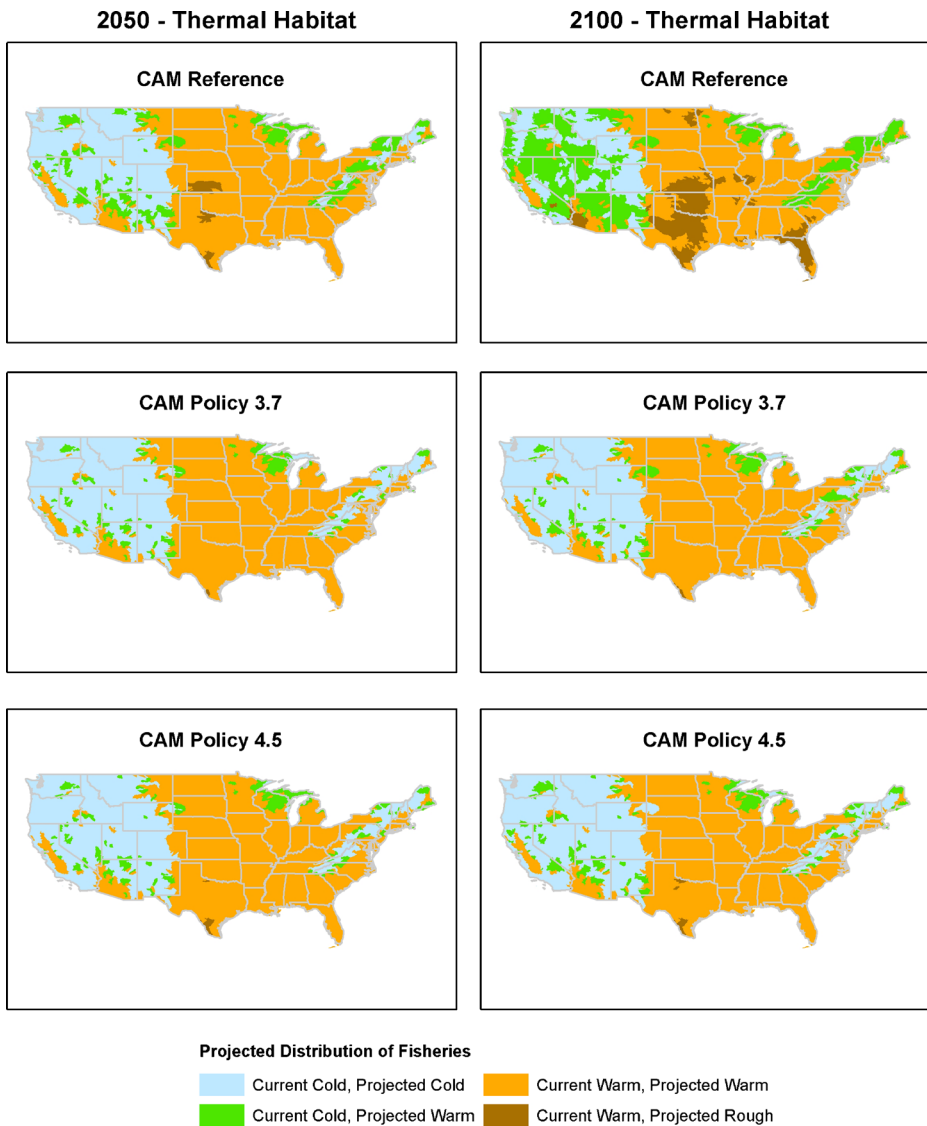 2050 - Thermal Habitat
2100 - Thermal Habitat
CAM Reference
CAM Reference
CAM Policy 3.7
CAM Policy 3.7
CAM Policy 4.5
CAM Policy 4.5
Projected Distribution of Fisheries
Current Cold, Projected Cold
Current Warm, Projected Warm
Current Cold, Projected Warm
Current Warm, Projected Rough